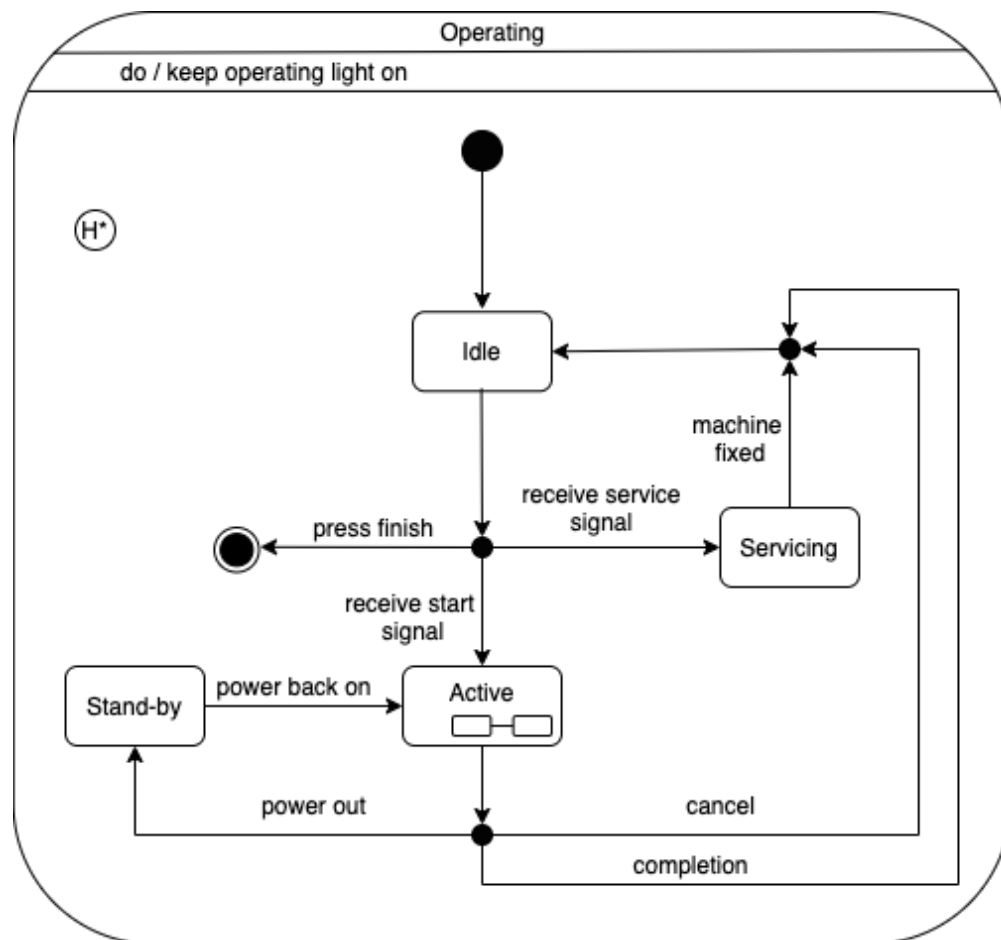 Operating
do / keep operating light on
H*
Idle
machine
fixed
receive service
signal
press finish
Servicing
receive start
signal
Stand-by
power back on
Active
power out
cancel
completion